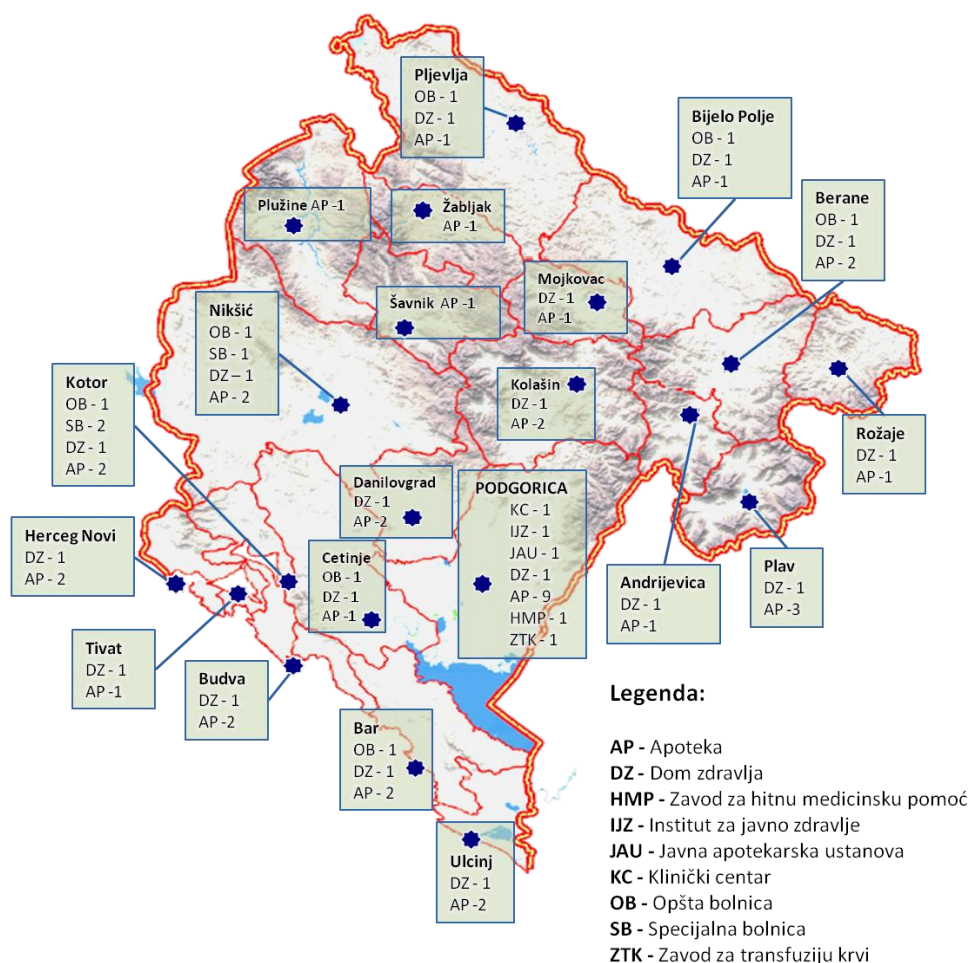 Pljevlja
OB - 1
DZ - 1
AP -1
Bijelo Polje
OB - 1
DZ - 1
AP -1
Berane
OB - 1
DZ - 1
AP - 2
Plužine AP -1
Žabljak
AP -1
Mojkovac
DZ - 1
AP -1
Šavnik AP -1
Nikšić
OB - 1
SB - 1
DZ – 1
AP - 2
Kotor
OB - 1
SB - 2
DZ - 1
AP - 2
Kolašin
DZ - 1
AP -2
Rožaje
DZ - 1
AP -1
Danilovgrad
DZ - 1
AP -2
PODGORICA
KC - 1
IJZ - 1
JAU - 1
DZ - 1
AP - 9
HMP - 1
ZTK - 1
Herceg Novi
DZ - 1
AP - 2
Cetinje
OB - 1
DZ -1
AP -1
Andrijevica
DZ - 1
AP -1
Plav
DZ - 1
AP -3
Tivat
DZ - 1
AP -1
Budva
DZ - 1
AP -2
Bar
OB - 1
DZ - 1
AP - 2
Ulcinj
DZ - 1
AP - 2
Legenda:
AP - Apoteka
DZ - Dom zdravlja
HMP - Zavod za hitnu medicinsku pomoć
IJZ - Institut za javno zdravlje
JAU - Javna apotekarska ustanova
KC - Klinički centar
OB - Opšta bolnica
SB - Specijalna bolnica
ZTK - Zavod za transfuziju krvi